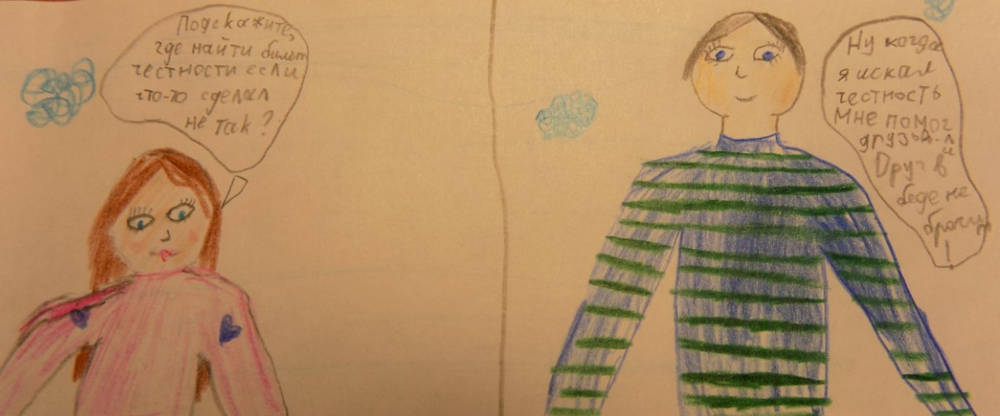 Подскажите,
где найти билет
честности если
что-то сделал
не так?
Ну когда
я искал
честность
мне помог
друзья-л
и
Друг в
беде не
бросит
!